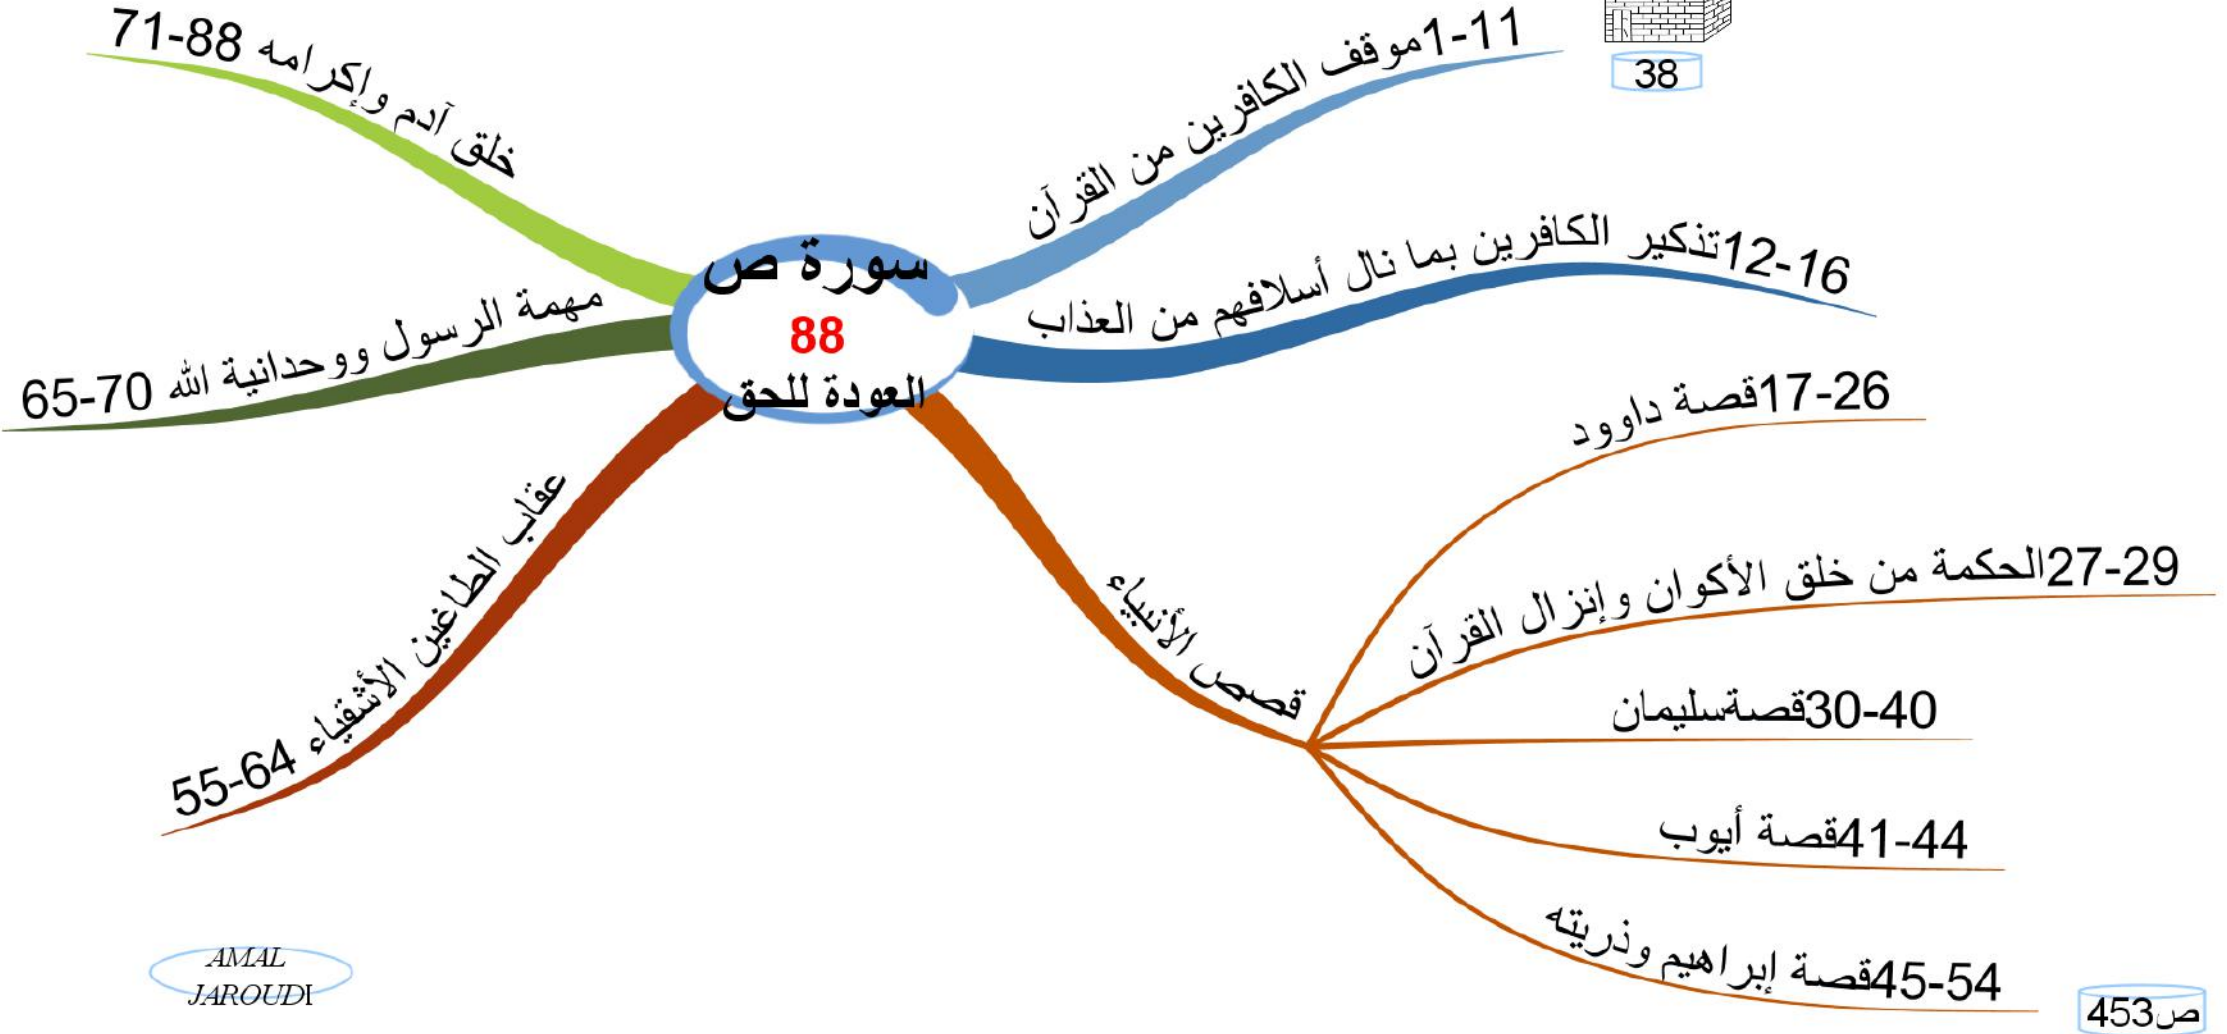 38
سورة ص
88
العودة للحق
1-11موقف الكافرين من القرآن
12-16تذكير الكافرين بما نال أسلافهم من العذاب
قصص الأنبياء
17-26قصة داوود
27-29الحكمة من خلق الأكوان وإنزال القرآن
30-40قصةسليمان
41-44قصة أيوب
45-54قصة إبراهيم وذريته
عقاب الطاغين الأشقياء 55-64
مهمة الرسول ووحدانية الله 65-70
خلق آدم وإكرامه 71-88
AMAL
JAROUDI
ص453